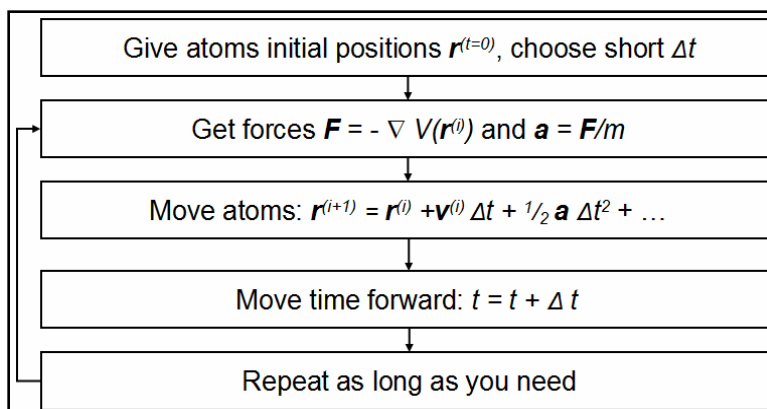 Give atoms initial positions r⁽ᵗ⁼⁰⁾, choose short Δt
Get forces F = - ∇ V(r⁽ⁱ⁾) and a = F/m
Move atoms: r⁽ⁱ⁺¹⁾ = r⁽ⁱ⁾ +v⁽ⁱ⁾ Δt + ¹/₂ a Δt² + …
Move time forward: t = t + Δ t
Repeat as long as you need